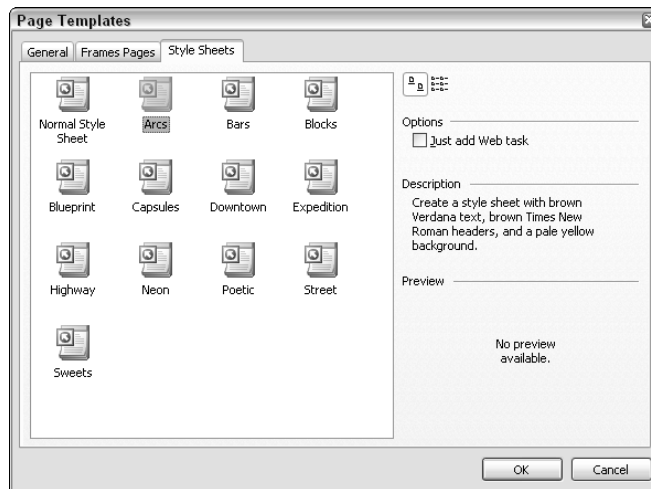 Page Templates
General Frames Pages Style Sheets
Normal Style
Sheet
Arcs
Bars
Blocks
Blueprint
Capsules
Downtown
Expedition
Highway
Neon
Poetic
Street
Sweets
Options
Just add Web task
Description
Create a style sheet with brown
Verdana text, brown Times New
Roman headers, and a pale yellow
background.
Preview
No preview
available.
OK Cancel